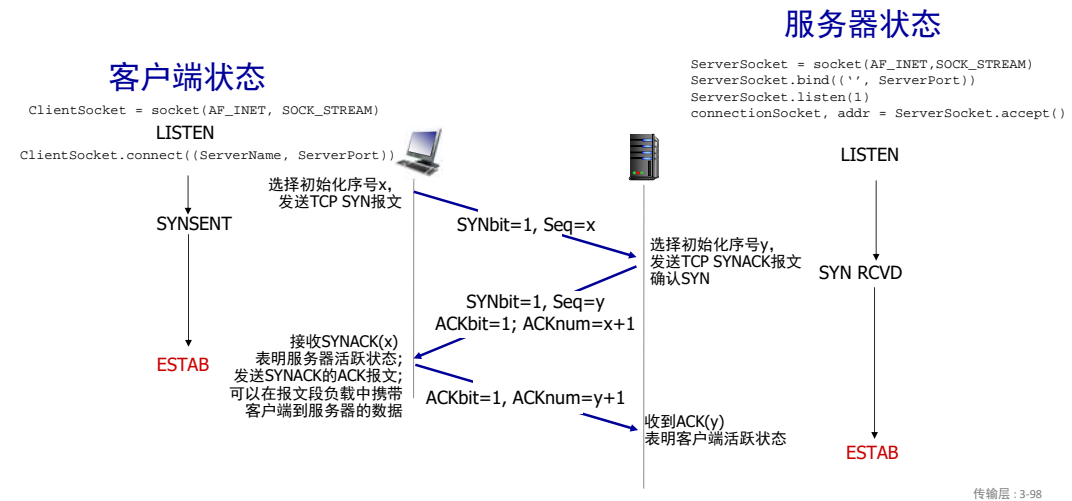 服务器状态
ServerSocket = socket(AF_INET,SOCK_STREAM)
ServerSocket.bind((‘’, ServerPort))
ServerSocket.listen(1)
connectionSocket, addr = ServerSocket.accept()
客户端状态
ClientSocket = socket(AF_INET, SOCK_STREAM)
LISTEN
ClientSocket.connect((ServerName, ServerPort))
LISTEN
选择初始化序号x，
发送TCP SYN报文
SYNSENT
SYNbit=1, Seq=x
选择初始化序号y，
发送TCP SYNACK报文
确认SYN
SYN RCVD
SYNbit=1, Seq=y
ACKbit=1; ACKnum=x+1
接收SYNACK(x)
表明服务器活跃状态;
发送SYNACK的ACK报文;
可以在报文段负载中携带
客户端到服务器的数据
ESTAB
ACKbit=1, ACKnum=y+1
收到ACK(y)
表明客户端活跃状态
ESTAB
传输层 : 3-98